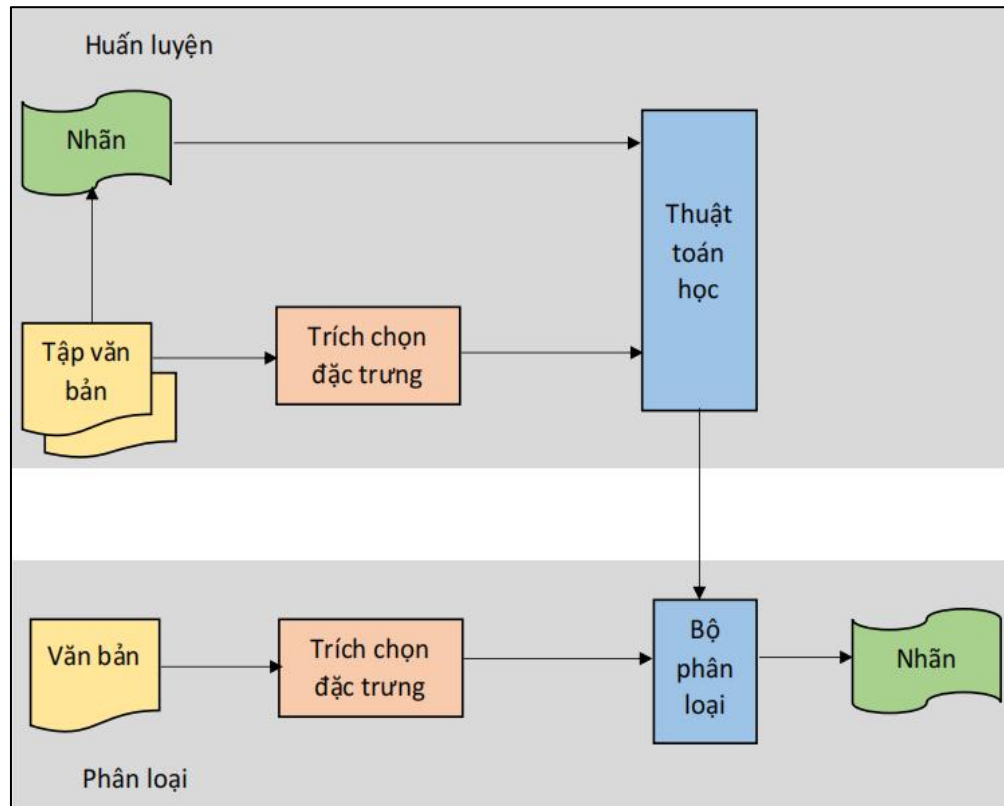 Huấn luyện
Nhãn
Thuật
toán
học
Tập văn
bản
Trích chọn
đặc trưng
Văn bản
Trích chọn
đặc trưng
Bộ
phân
loại
Nhãn
Phân loại